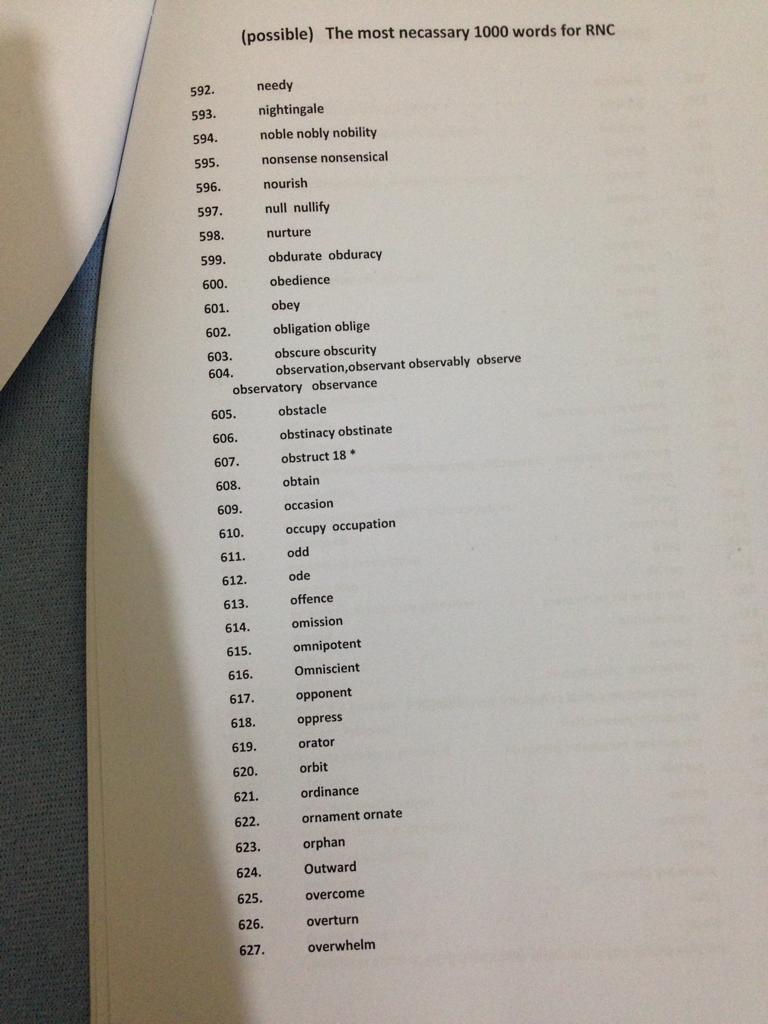 (possible) The most necassary 1000 words for RNC
592. needy
593. nightingale
594. noble nobly nobility
595. nonsense nonsensical
596. nourish
597. null nullify
598. nurture
599. obdurate obduracy
600. obedience
601. obey
602. obligation oblige
603. obscure obscurity
604. observation,observant observably observe
observatory observance
605. obstacle
606. obstinacy obstinate
607. obstruct 18 *
608. obtain
609. occasion
610. occupy occupation
611. odd
612. ode
613. offence
614. omission
615. omnipotent
616. Omniscient
617. opponent
618. oppress
619. orator
620. orbit
621. ordinance
622. ornament ornate
623. orphan
624. Outward
625. overcome
626. overturn
627. overwhelm